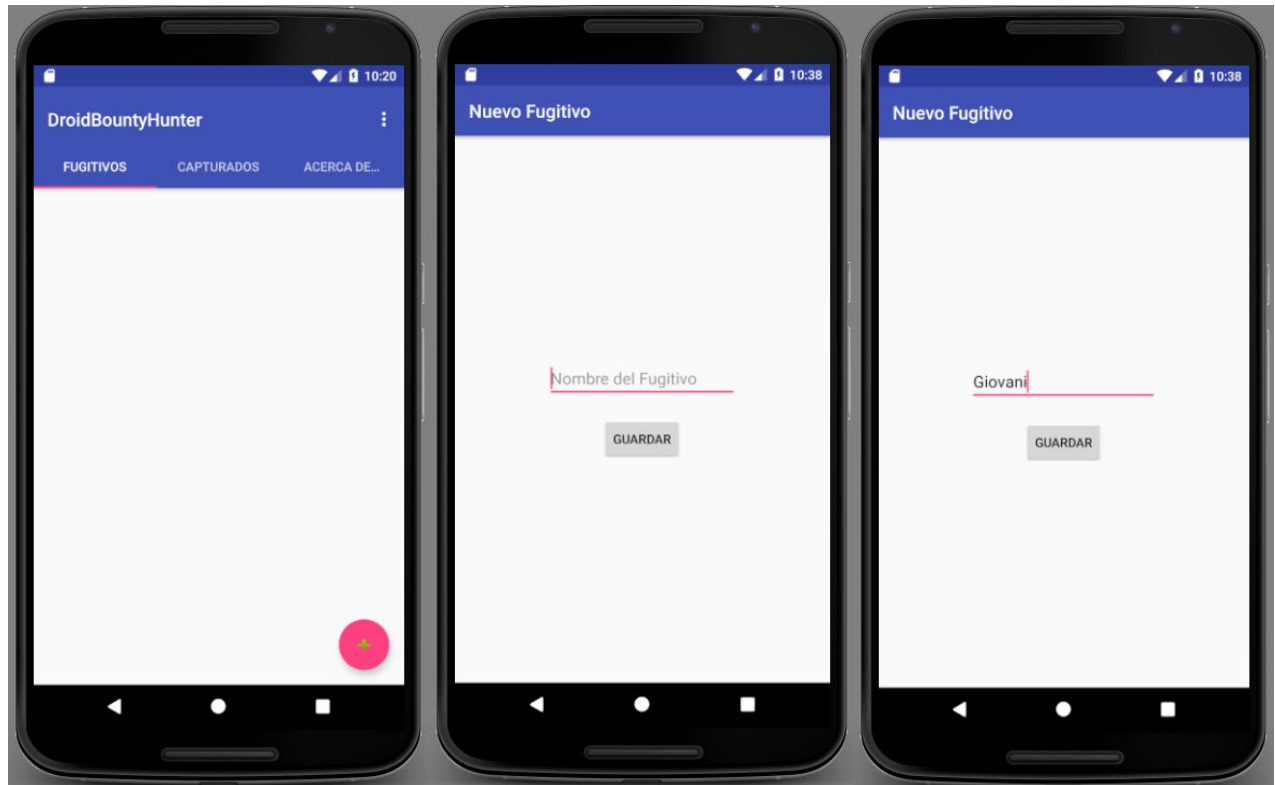 10:20
DroidBountyHunter
FUGITIVOS CAPTURADOS ACERCA DE...
10:38
Nuevo Fugitivo
Nombre del Fugitivo
GUARDAR
10:38
Nuevo Fugitivo
Giovani
GUARDAR